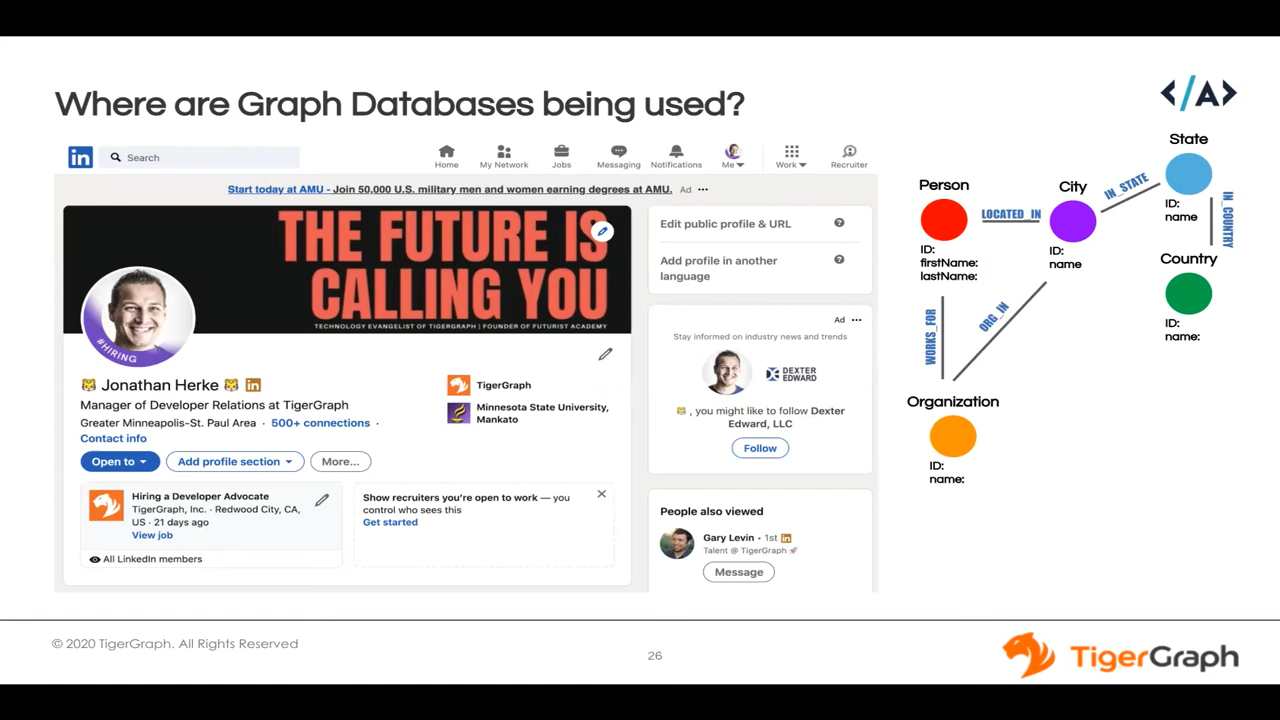 Where are Graph Databases being used?
</A>
in
Search
Home
My Network
Jobs
Messaging
Notifications
Me
Work
Recruiter
Start today at AMU - Join 50,000 U.S. military men and women earning degrees at AMU. Ad •••
THE FUTURE IS
CALLING YOU
TECHNOLOGY EVANGELIST OF TIGERGRAPH | FOUNDER OF FUTURIST ACADEMY
#HIRING
Jonathan Herke in
Manager of Developer Relations at TigerGraph
Greater Minneapolis-St. Paul Area · 500+ connections ·
Contact info
TigerGraph
Minnesota State University,
Mankato
Open to
Add profile section
More...
Hiring a Developer Advocate
TigerGraph, Inc. · Redwood City, CA,
US · 21 days ago
View job
All LinkedIn members
Show recruiters you're open to work — you
control who sees this
Get started
Edit public profile & URL ?
Add profile in another
language ?
Ad •••
Stay informed on industry news and trends
DEXTER
EDWARD
, you might like to follow Dexter
Edward, LLC
Follow
People also viewed
Gary Levin • 1st in
Talent @ TigerGraph
Message
Person
ID:
firstName:
lastName:
LOCATED_IN
City
ID:
name
IN_STATE
State
ID:
name
IN_COUNTRY
Country
ID:
name:
WORKS_FOR
ORG_IN
Organization
ID:
name:
© 2020 TigerGraph. All Rights Reserved
26
TigerGraph